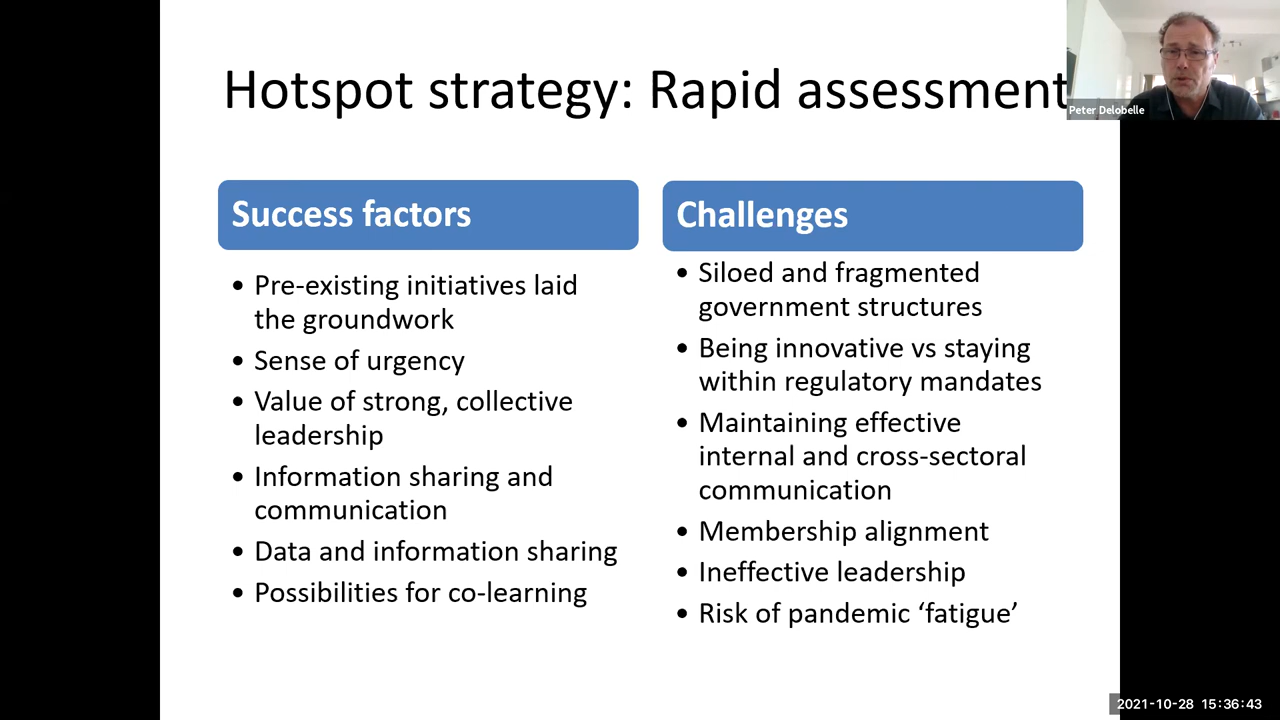 Hotspot strategy: Rapid assessment
Peter Delobelle
Success factors
• Pre-existing initiatives laid
the groundwork
• Sense of urgency
• Value of strong, collective
leadership
• Information sharing and
communication
• Data and information sharing
• Possibilities for co-learning
Challenges
• Siloed and fragmented
government structures
• Being innovative vs staying
within regulatory mandates
• Maintaining effective
internal and cross-sectoral
communication
• Membership alignment
• Ineffective leadership
• Risk of pandemic ‘fatigue’
2021-10-28 15:36:43